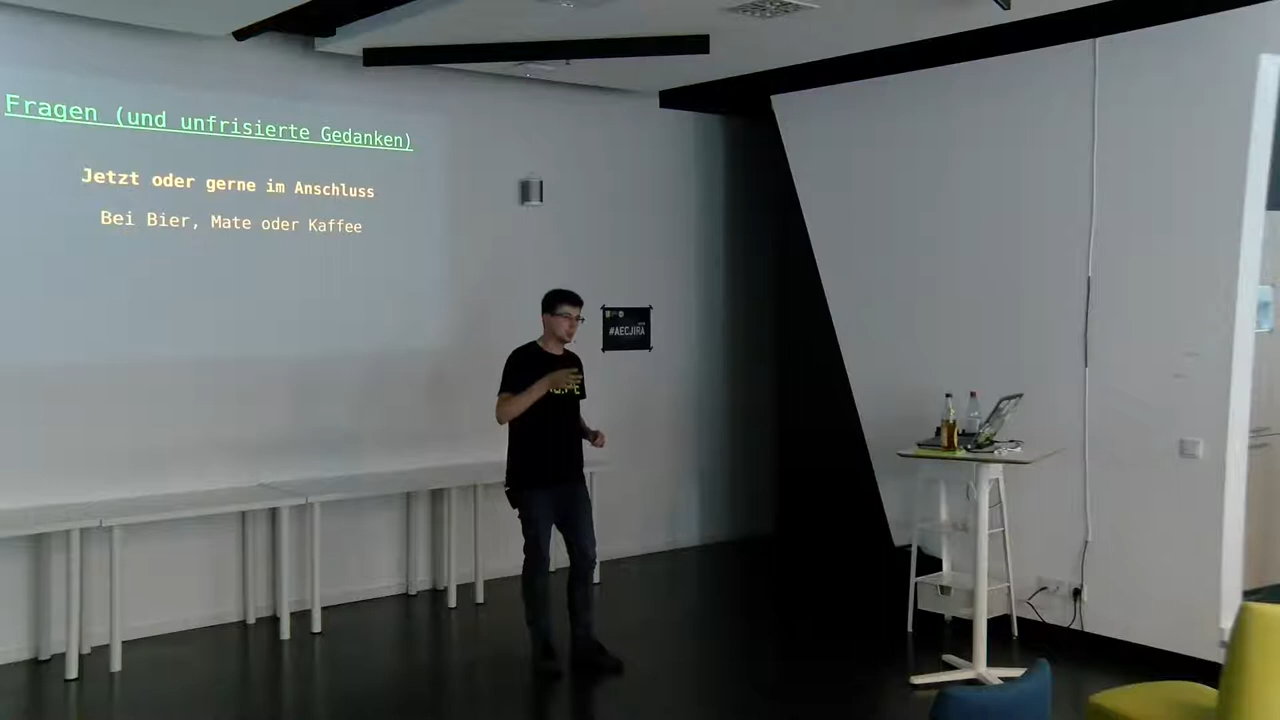 Fragen (und unfrisierte Gedanken)
Jetzt oder gerne im Anschluss
Bei Bier, Mate oder Kaffee
#AECJIRA